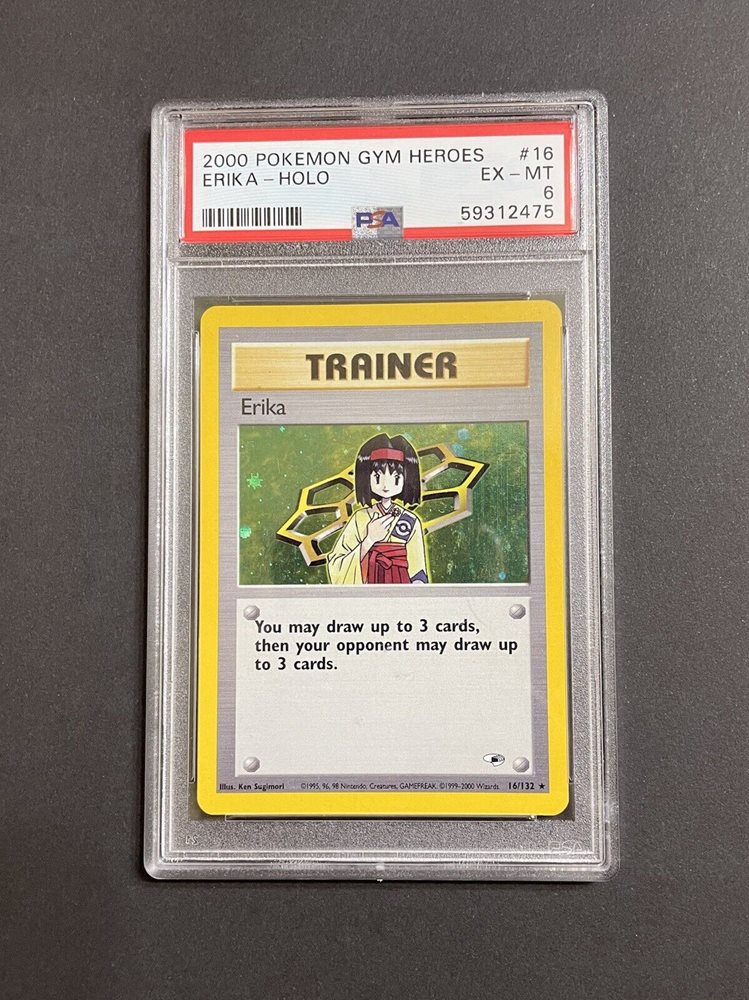 2000 POKEMON GYM HEROES #16
ERIKA - HOLO EX - MT
6
PSA 59312475
TRAINER
Erika
You may draw up to 3 cards,
then your opponent may draw up
to 3 cards.
Illus. Ken Sugimori ©1995, 96, 98 Nintendo, Creatures, GAMEFREAK. ©1999-2000 Wizards. 16/132 ★
PSA